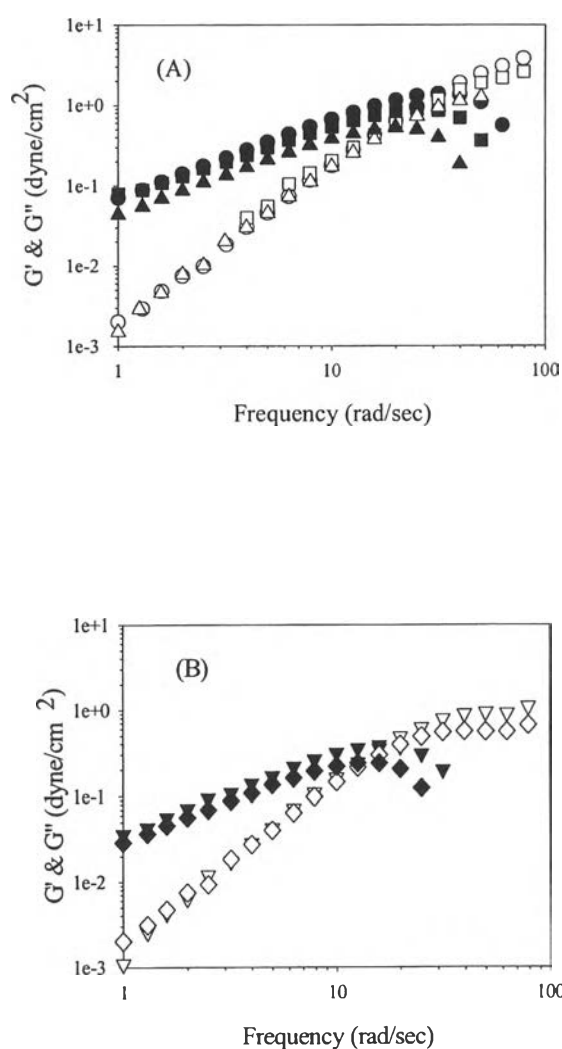 (A)
G' & G" (dyne/cm²)
1e+1
1e+0
1e-1
1e-2
1e-3
1
10
100
Frequency (rad/sec)
(B)
G' & G" (dyne/cm ²)
1e+1
1e+0
1e-1
1e-2
1e-3
1
10
100
Frequency (rad/sec)